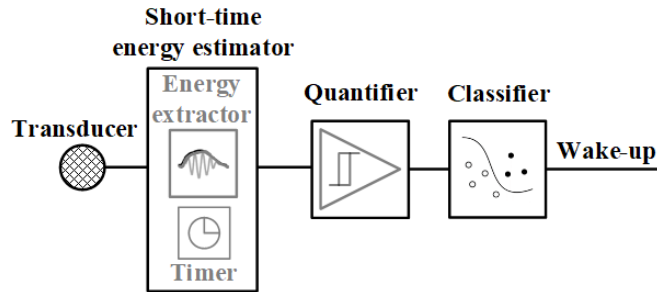 Short-time
energy estimator
Energy
extractor
Quantifier
Classifier
Transducer
Wake-up
Timer